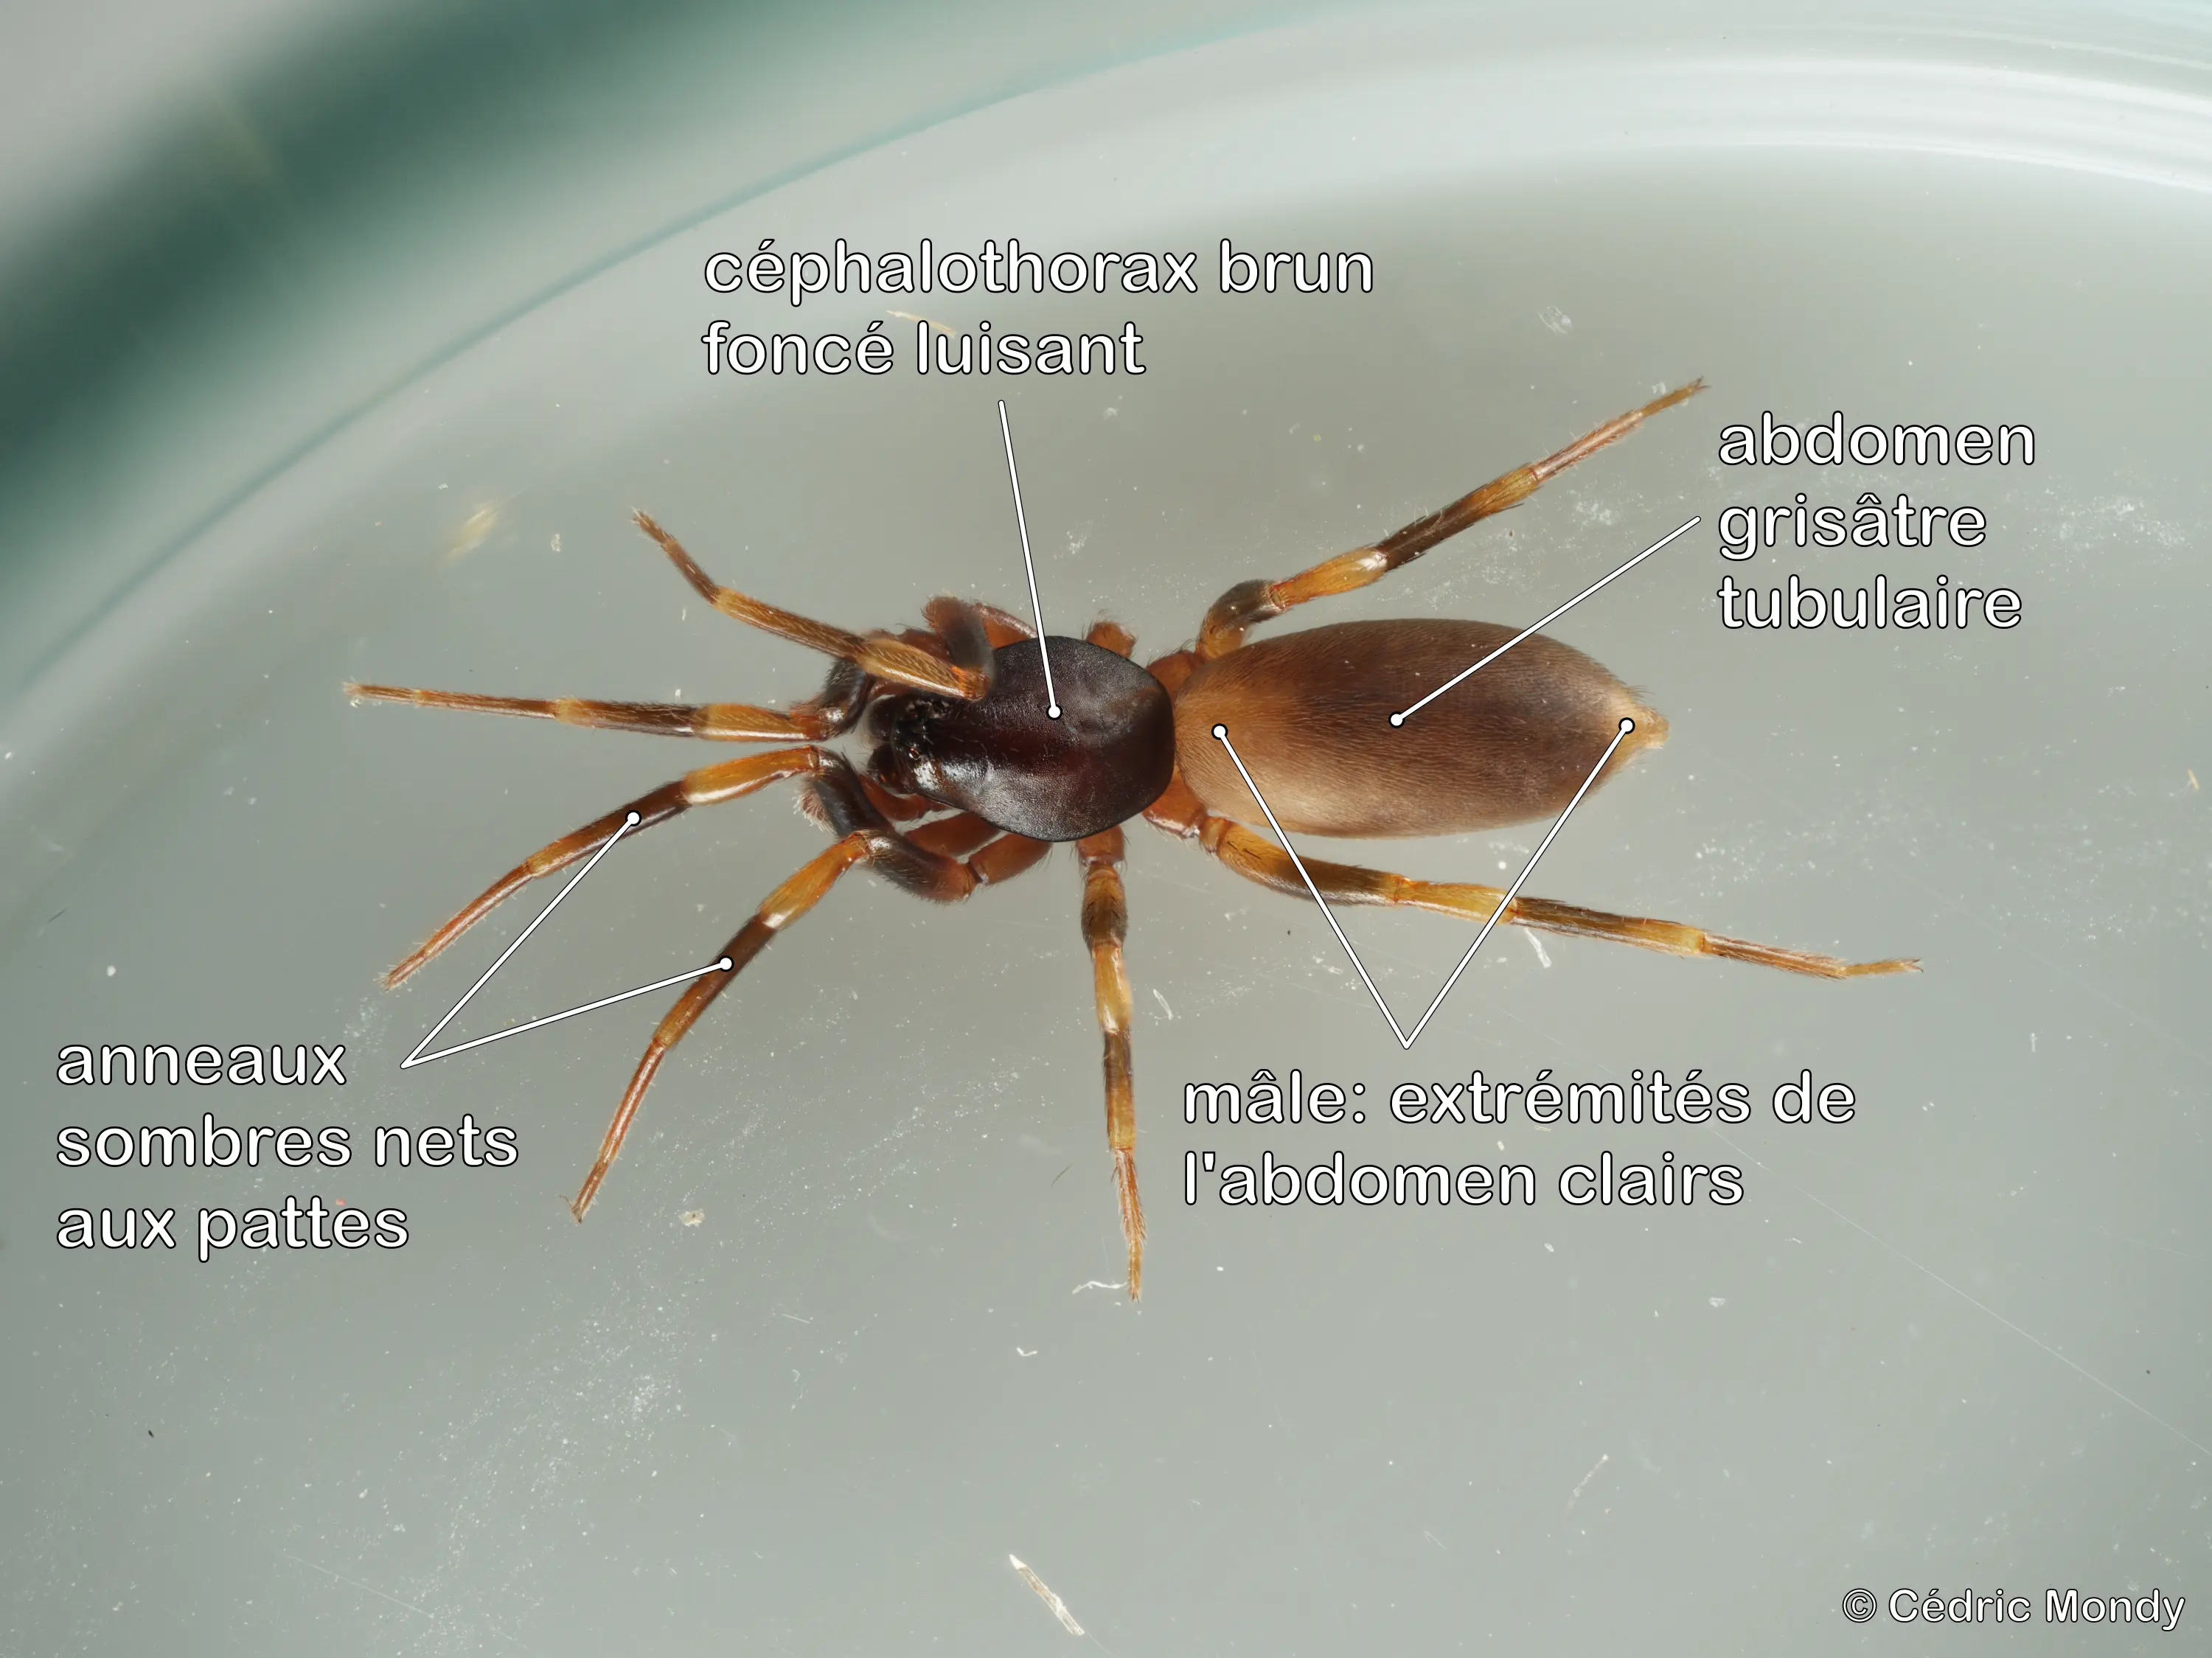 céphalothorax brun
foncé luisant
abdomen
grisâtre
tubulaire
anneaux
sombres nets
aux pattes
mâle: extrémités de
l'abdomen clairs
© Cédric Mondy